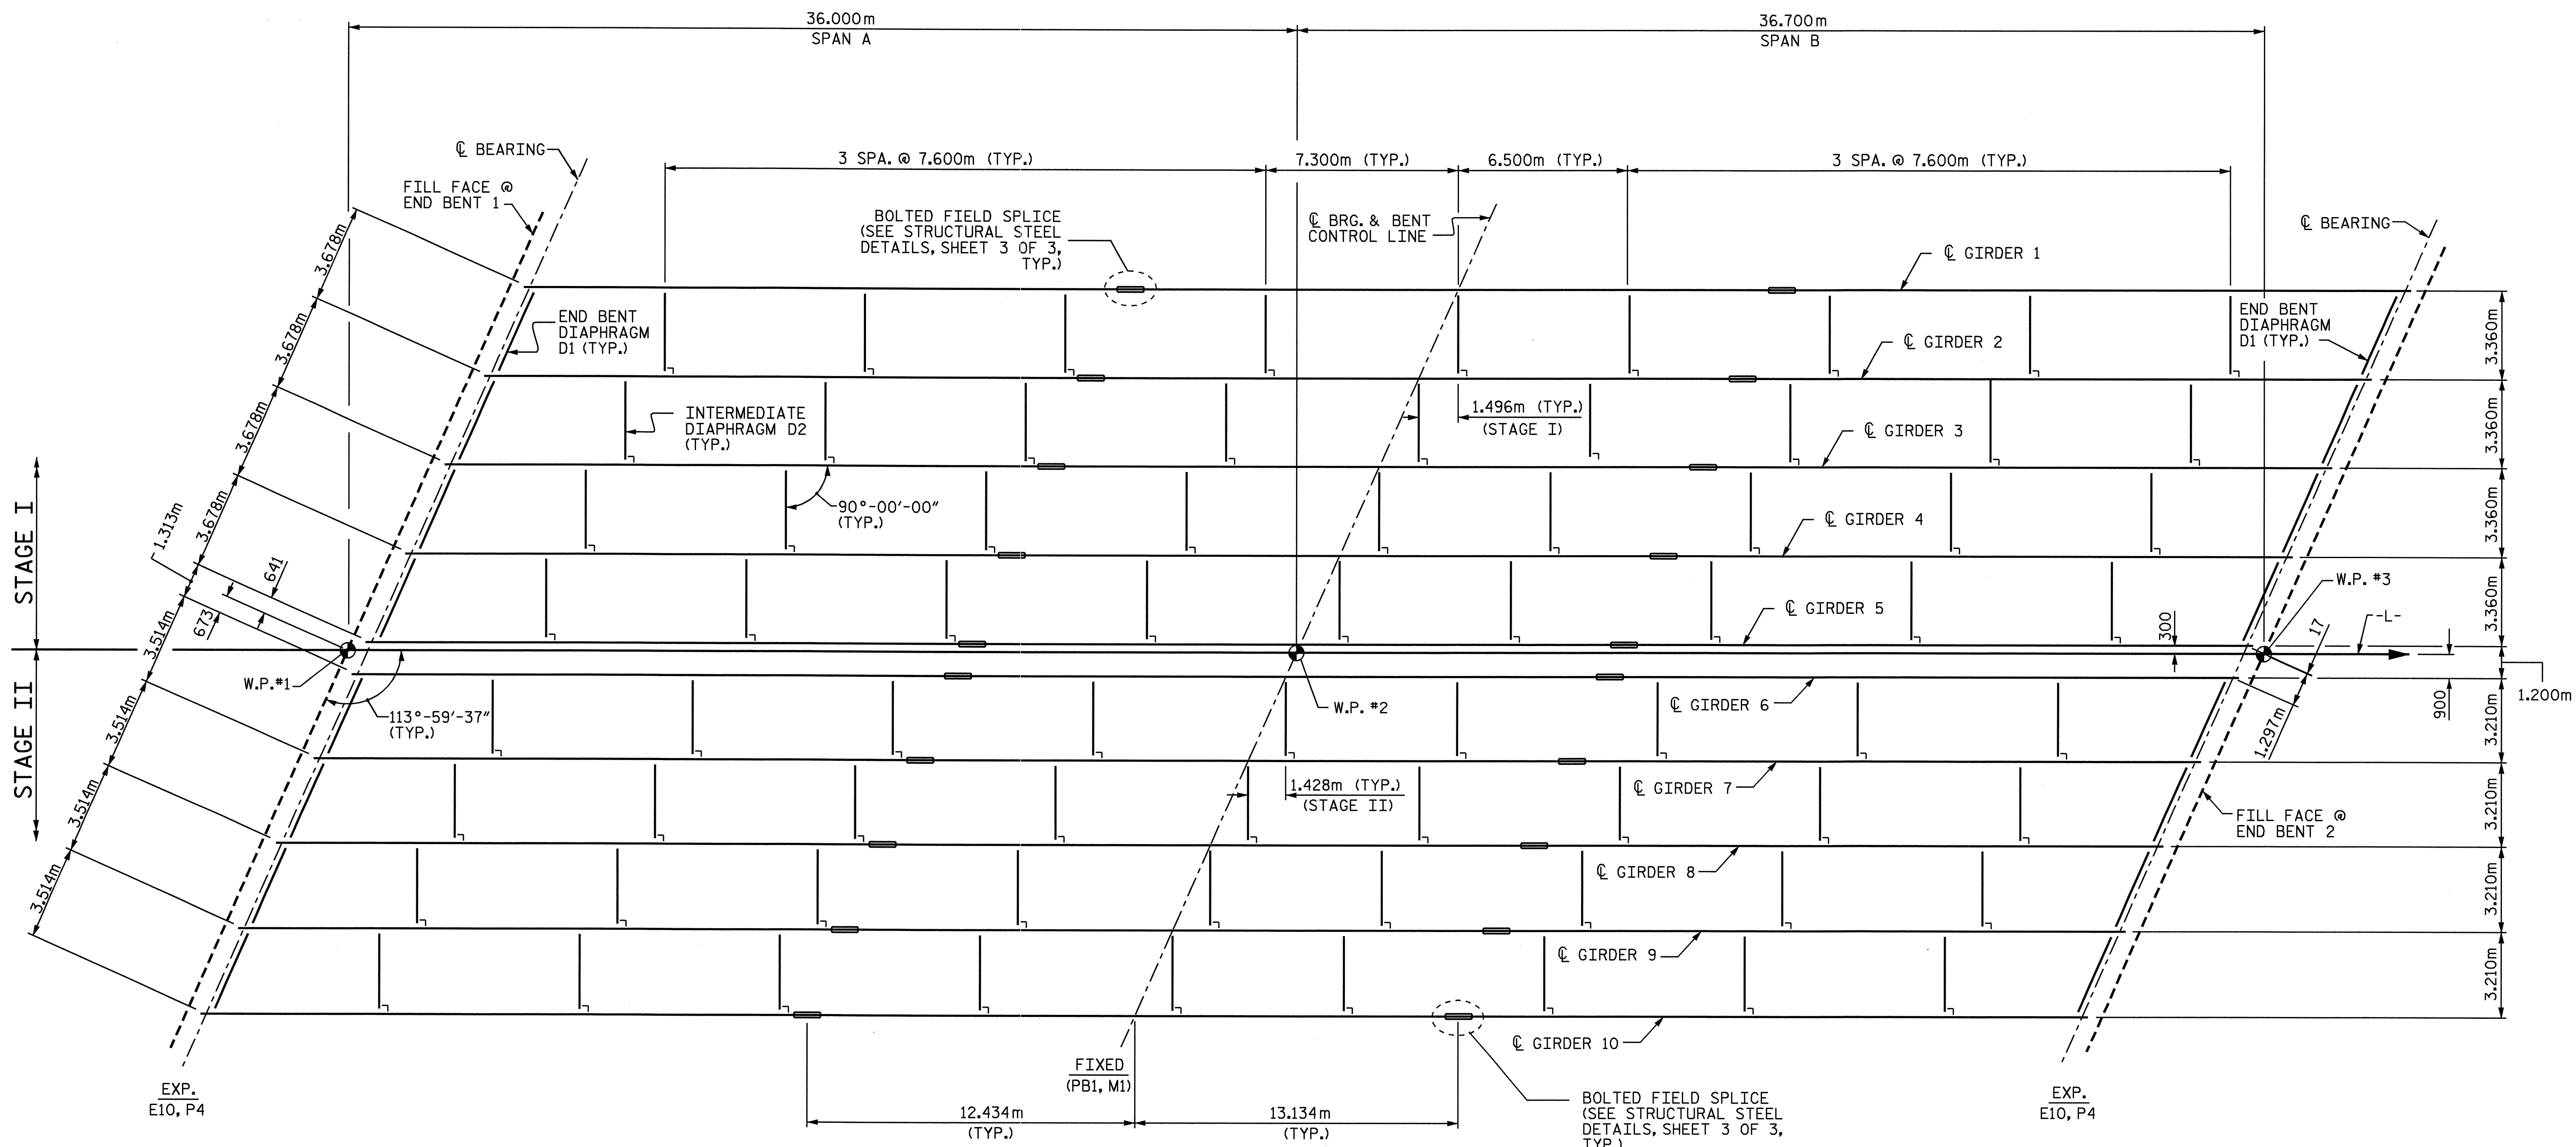 36.000m
SPAN A
36.700m
SPAN B
℄ BEARING
FILL FACE @
END BENT 1
3 SPA. @ 7.600m (TYP.)
7.300m (TYP.)
6.500m (TYP.)
3 SPA. @ 7.600m (TYP.)
BOLTED FIELD SPLICE
(SEE STRUCTURAL STEEL
DETAILS, SHEET 3 OF 3,
TYP.)
℄ BRG. & BENT
CONTROL LINE
℄ BEARING
℄ GIRDER 1
3.678m
3.678m
3.678m
3.678m
1.313m
641
673
3.514m
3.514m
3.514m
3.514m
END BENT
DIAPHRAGM
D1 (TYP.)
END BENT
DIAPHRAGM
D1 (TYP.)
℄ GIRDER 2
INTERMEDIATE
DIAPHRAGM D2
(TYP.)
1.496m (TYP.)
(STAGE I)
℄ GIRDER 3
90°-00'-00"
(TYP.)
℄ GIRDER 4
STAGE I
STAGE II
℄ GIRDER 5
W.P. #3
300
17
-L-
W.P.#1
113°-59'-37"
(TYP.)
W.P. #2
℄ GIRDER 6
1.297m
900
1.200m
3.360m
3.360m
3.360m
3.360m
3.210m
3.210m
3.210m
3.210m
1.428m (TYP.)
(STAGE II)
℄ GIRDER 7
FILL FACE @
END BENT 2
℄ GIRDER 8
℄ GIRDER 9
℄ GIRDER 10
EXP.
E10, P4
FIXED
(PB1, M1)
12.434m
(TYP.)
13.134m
(TYP.)
BOLTED FIELD SPLICE
(SEE STRUCTURAL STEEL
DETAILS, SHEET 3 OF 3,
TYP.)
EXP.
E10, P4